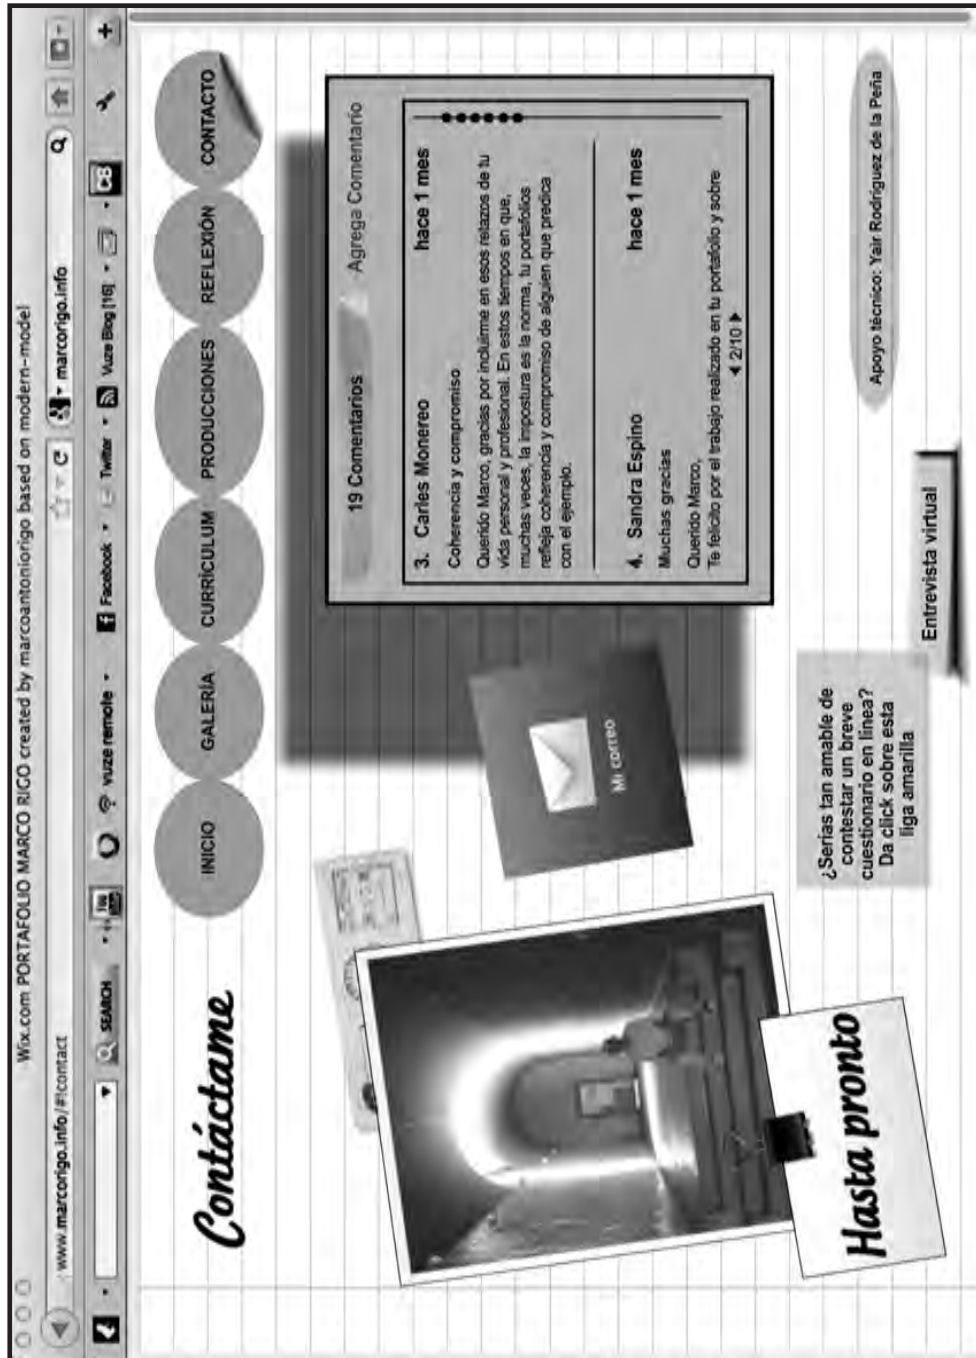 Wix.com PORTAFOLIO MARCO RIGO created by marcoantoniorigo based on modern-model
www.marcorigo.info/#!contact
marcorigo.info
SEARCH
vuze remote
Facebook
Twitter
Vuze Blog [16]
CB
Contáctame
INICIO
GALERÍA
CURRÍCULUM
PRODUCCIONES
REFLEXIÓN
CONTACTO
19 Comentarios
Agrega Comentario
3. Carles Monereo hace 1 mes
Coherencia y compromiso
Querido Marco, gracias por incluirme en esos retazos de tu
vida personal y profesional. En estos tiempos en que,
muchas veces, la impostura es la norma, tu portafolios
refleja coherencia y compromiso de alguien que predica
con el ejemplo.
4. Sandra Espino hace 1 mes
Muchas gracias
Querido Marco,
Te felicito por el trabajo realizado en tu portafolio y sobre
2/10
Mi correo
Hasta pronto
¿Serías tan amable de
contestar un breve
cuestionario en línea?
Da click sobre esta
liga amarilla
Entrevista virtual
Apoyo técnico: Yair Rodríguez de la Peña